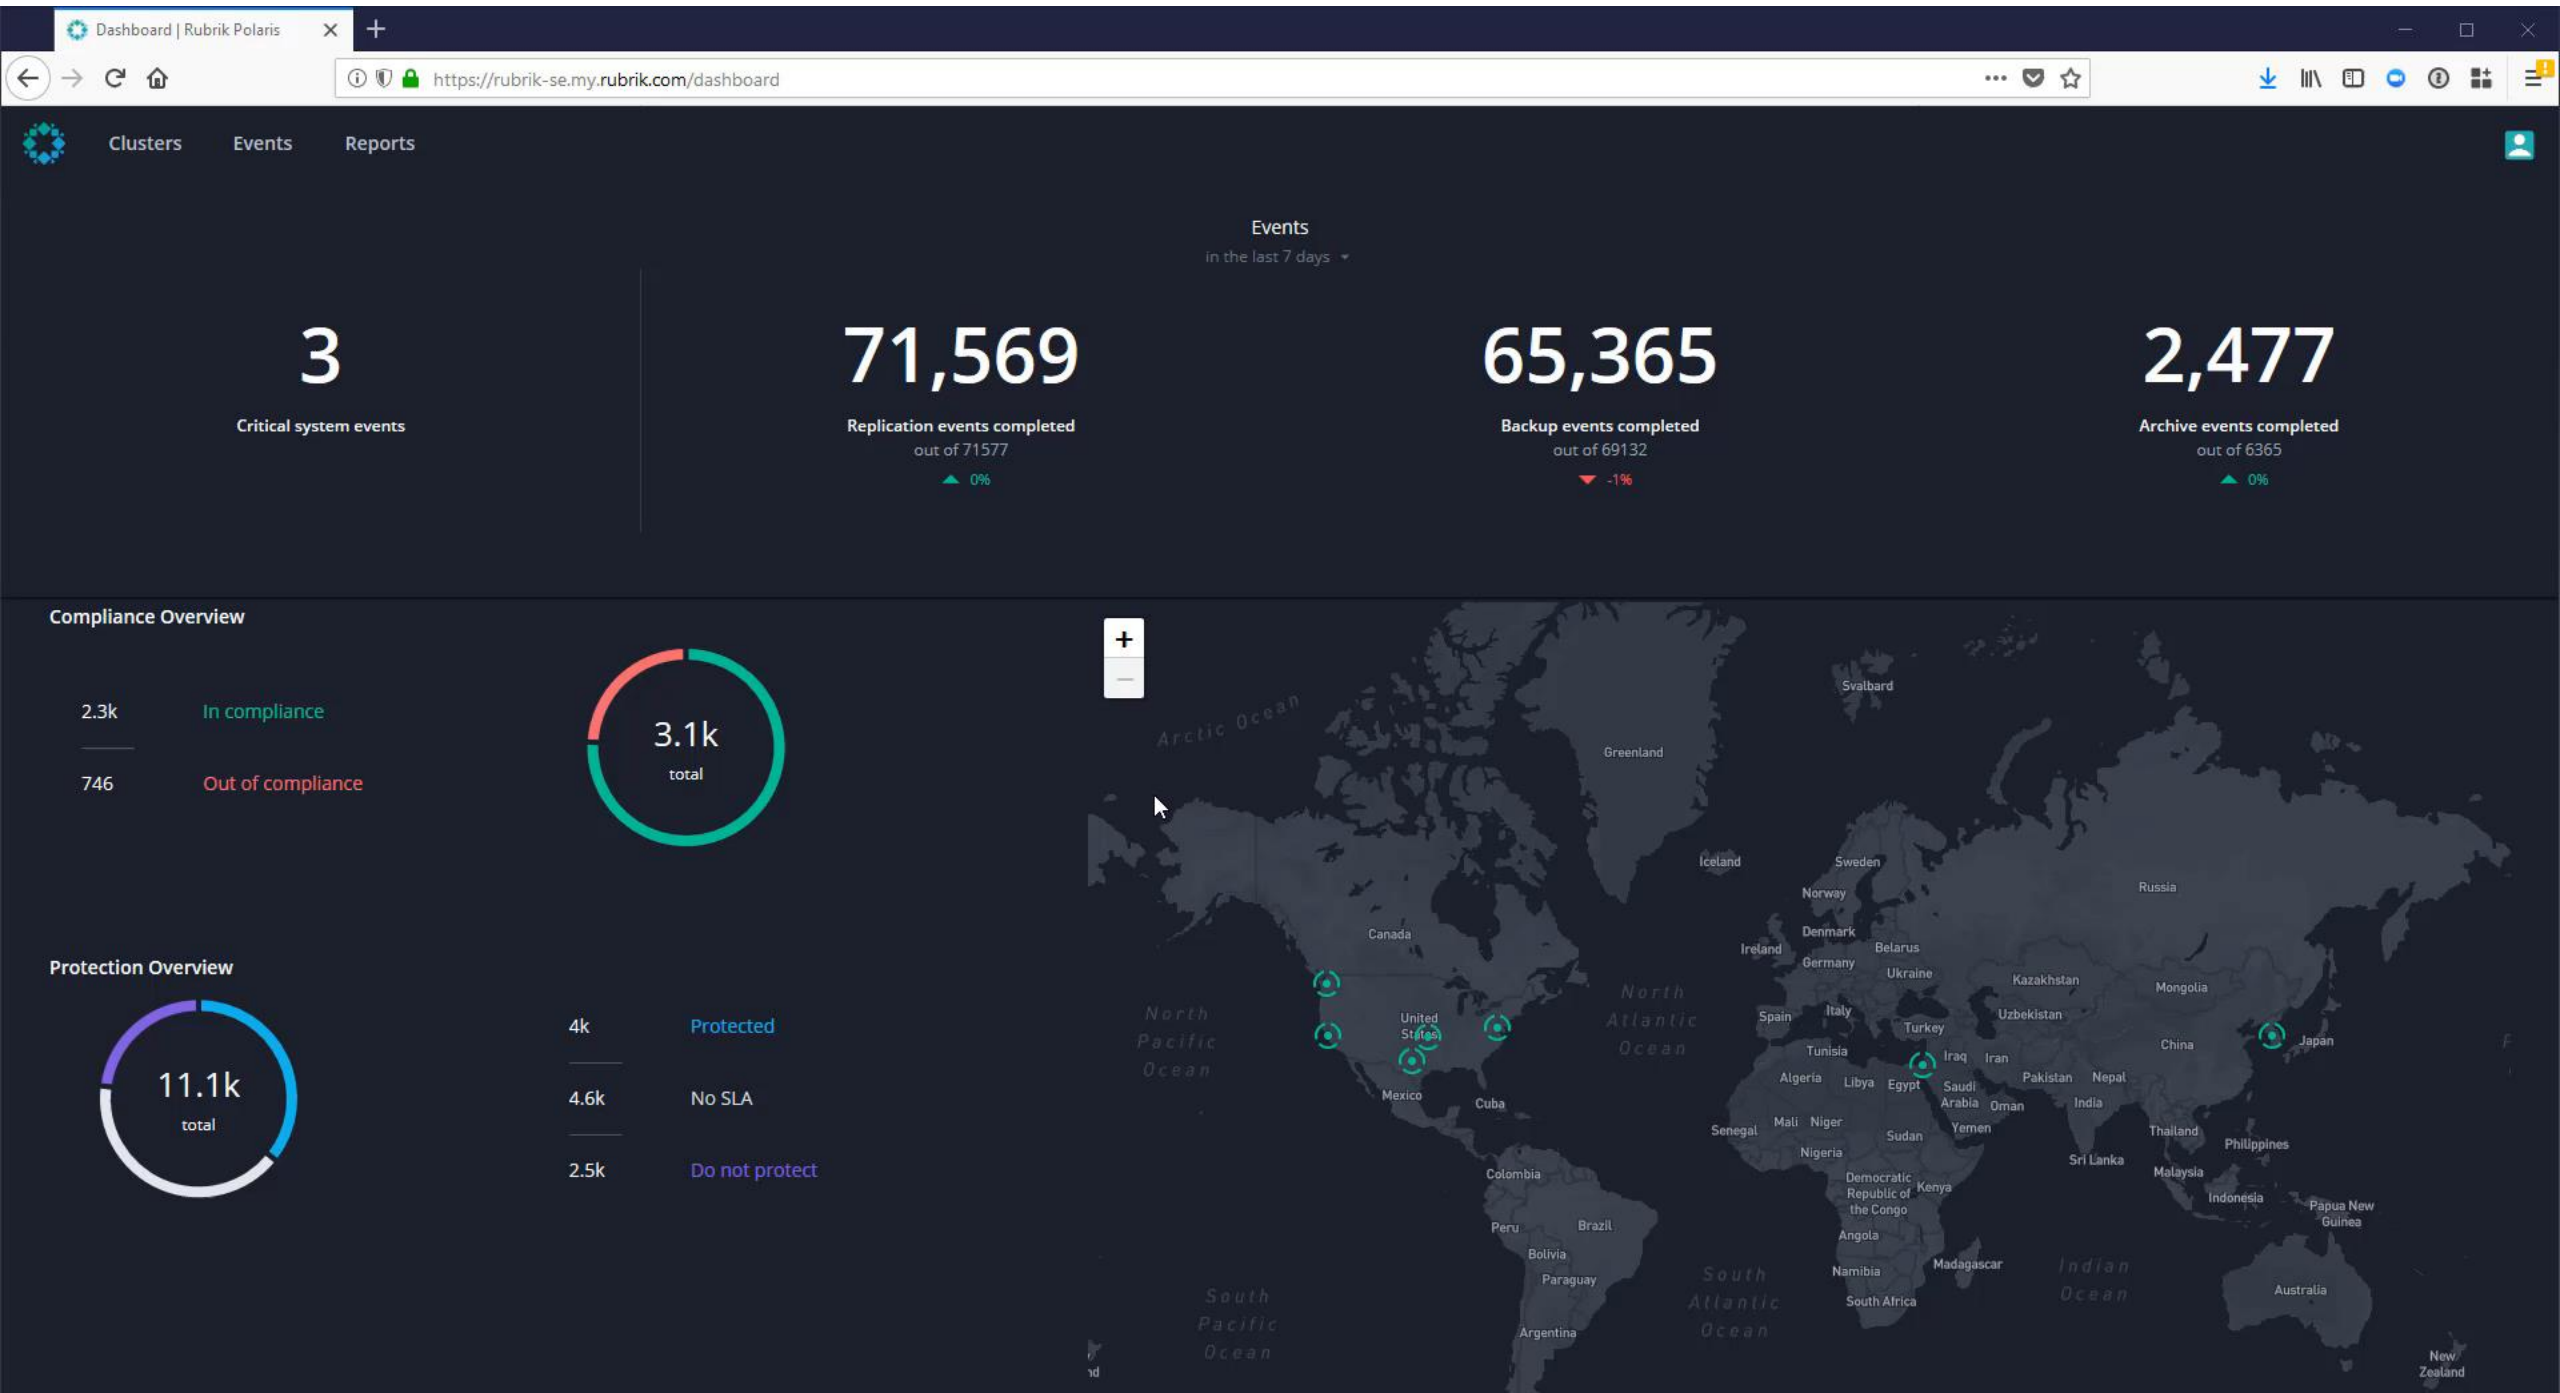 Dashboard | Rubrik Polaris
https://rubrik-se.my.rubrik.com/dashboard
Clusters Events Reports
Events
in the last 7 days
3
Critical system events
71,569
Replication events completed
out of 71577
0%
65,365
Backup events completed
out of 69132
-1%
2,477
Archive events completed
out of 6365
0%
Compliance Overview
2.3k In compliance
746 Out of compliance
3.1k
total
Protection Overview
11.1k
total
4k Protected
4.6k No SLA
2.5k Do not protect
+
−
Svalbard
Arctic Ocean
Greenland
Iceland
Sweden
Norway
Russia
Canada
Denmark
Ireland
Belarus
Germany
Ukraine
Kazakhstan
Mongolia
North
Atlantic
Ocean
North
Pacific
Ocean
United
States
Spain
Italy
Turkey
Uzbekistan
China
Japan
Tunisia
Iraq
Iran
Algeria
Libya
Egypt
Saudi
Arabia
Pakistan
Nepal
Mexico
Cuba
Oman
India
Mali
Niger
Senegal
Sudan
Yemen
Thailand
Philippines
Nigeria
Sri Lanka
Malaysia
Colombia
Democratic
Republic of
the Congo
Kenya
Indonesia
Papua New
Guinea
Peru
Brazil
Angola
Bolivia
Madagascar
Indian
Ocean
Paraguay
South
Atlantic
Ocean
Namibia
Australia
South
Pacific
Ocean
South Africa
Argentina
New
Zealand
nd